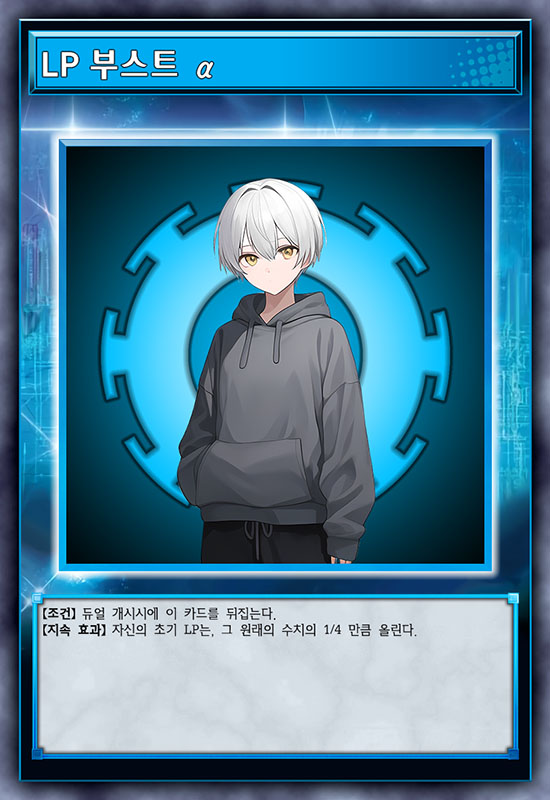 LP 부스트 α
【조건】 듀얼 개시시에 이 카드를 뒤집는다.
【지속 효과】 자신의 초기 LP는, 그 원래의 수치의 1/4 만큼 올린다.